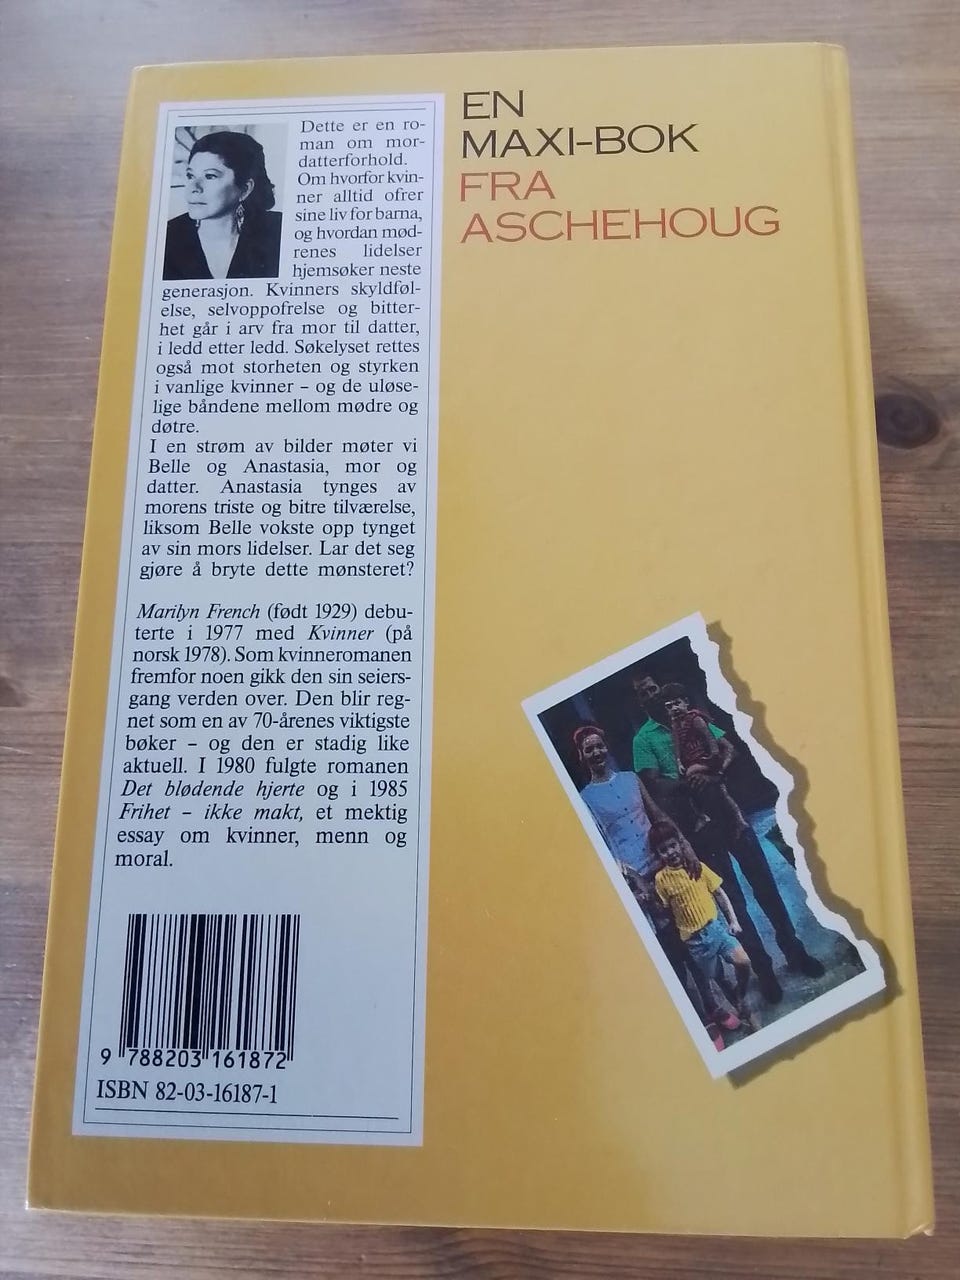 EN
MAXI-BOK
FRA
ASCHEHOUG
Dette er en ro-
man om mor-
datterforhold.
Om hvorfor kvin-
ner alltid ofrer
sine liv for barna,
og hvordan mød-
renes lidelser
hjemsøker neste
generasjon. Kvinners skyldføl-
else, selvoppofrelse og bitter-
het går i arv fra mor til datter,
i ledd etter ledd. Søkelyset rettes
også mot storheten og styrken
i vanlige kvinner – og de uløse-
lige båndene mellom mødre og
døtre.
I en strøm av bilder møter vi
Belle og Anastasia, mor og
datter. Anastasia tynges av
morens triste og bitre tilværelse,
liksom Belle vokste opp tynget
av sin mors lidelser. Lar det seg
gjøre å bryte dette mønsteret?
Marilyn French (født 1929) debu-
terte i 1977 med Kvinner (på
norsk 1978). Som kvinneromanen
fremfor noen gikk den sin seiers-
gang verden over. Den blir reg-
net som en av 70-årenes viktigste
bøker – og den er stadig like
aktuell. I 1980 fulgte romanen
Det blødende hjerte og i 1985
Frihet – ikke makt, et mektig
essay om kvinner, menn og
moral.
9 788203 161872
ISBN 82-03-16187-1